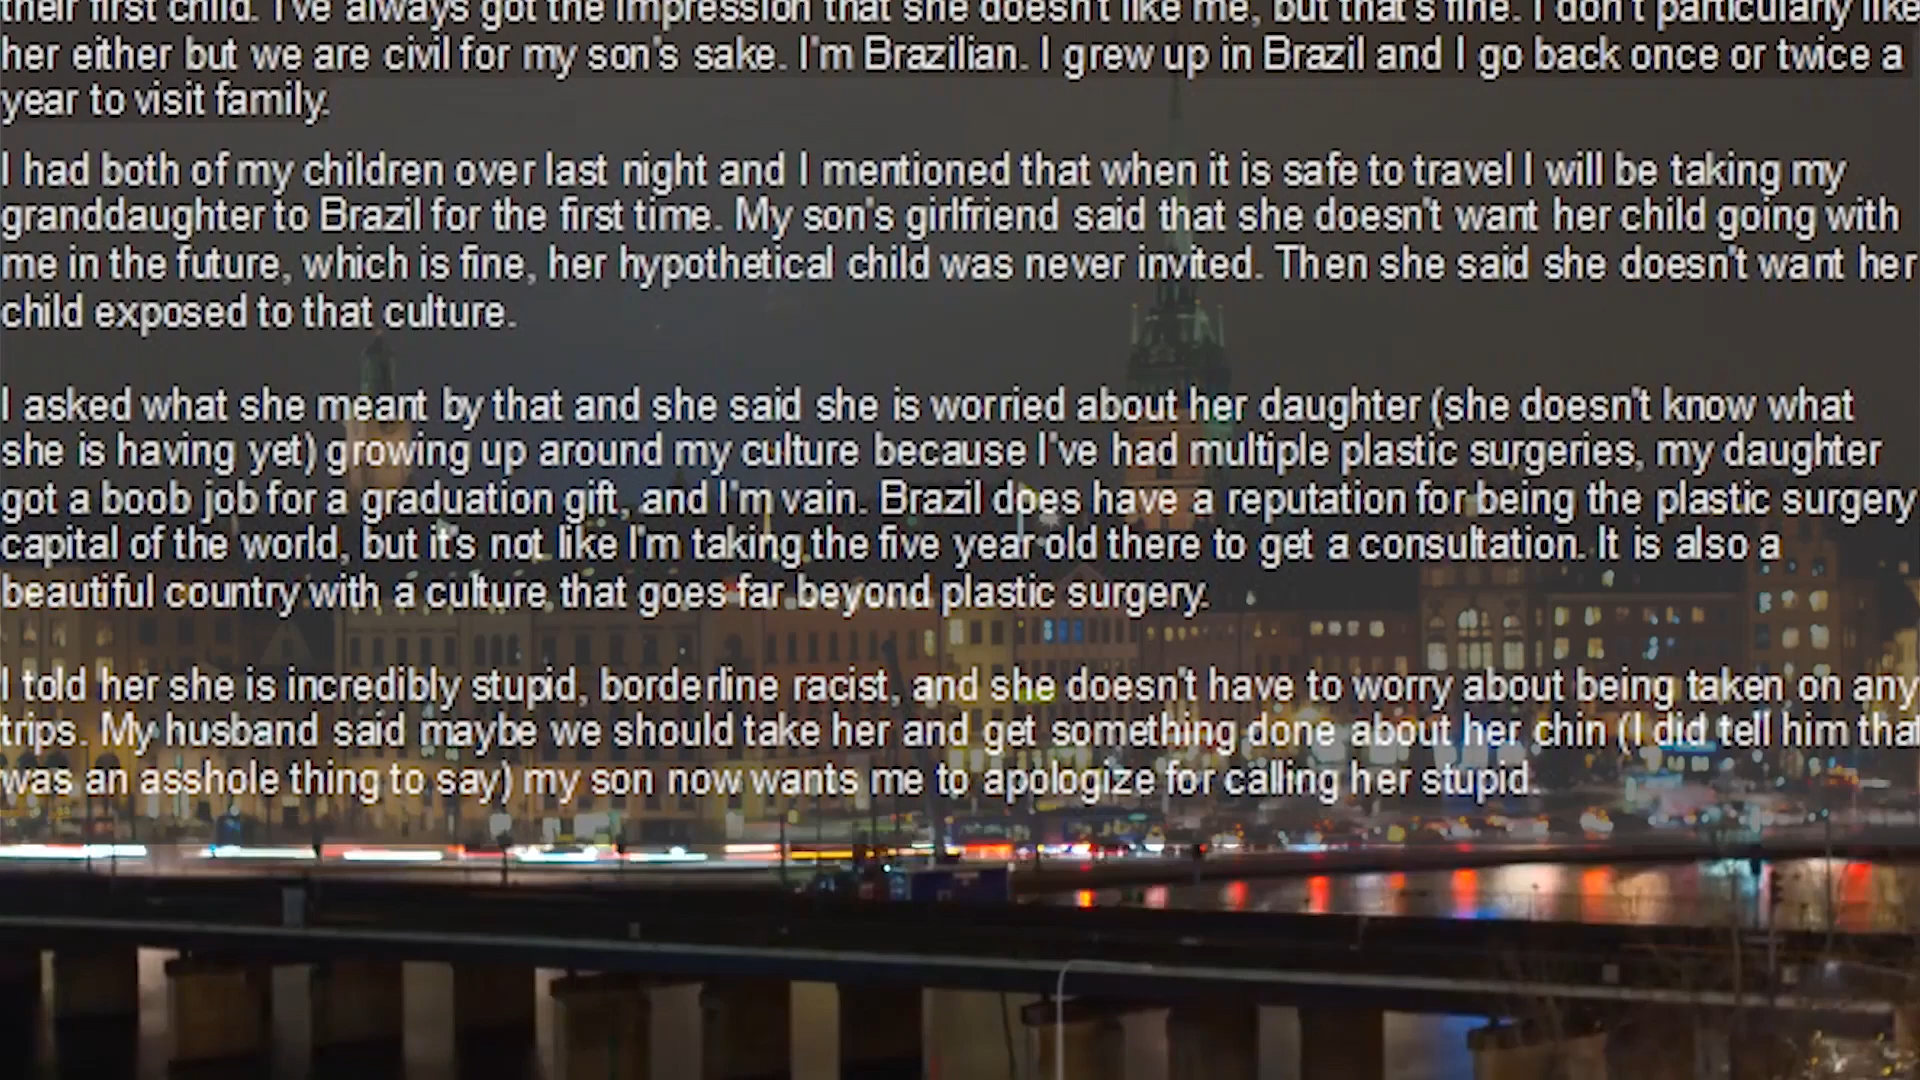 their first child. I've always got the impression that she doesn't like me, but that's fine. I don't particularly like
her either but we are civil for my son's sake. I'm Brazilian. I grew up in Brazil and I go back once or twice a
year to visit family.
I had both of my children over last night and I mentioned that when it is safe to travel I will be taking my
granddaughter to Brazil for the first time. My son's girlfriend said that she doesn't want her child going with
me in the future, which is fine, her hypothetical child was never invited. Then she said she doesn't want her
child exposed to that culture.
I asked what she meant by that and she said she is worried about her daughter (she doesn't know what
she is having yet) growing up around my culture because I've had multiple plastic surgeries, my daughter
got a boob job for a graduation gift, and I'm vain. Brazil does have a reputation for being the plastic surgery
capital of the world, but it's not like I'm taking the five year old there to get a consultation. It is also a
beautiful country with a culture that goes far beyond plastic surgery.
I told her she is incredibly stupid, borderline racist, and she doesn't have to worry about being taken on any
trips. My husband said maybe we should take her and get something done about her chin (I did tell him that
was an asshole thing to say) my son now wants me to apologize for calling her stupid.